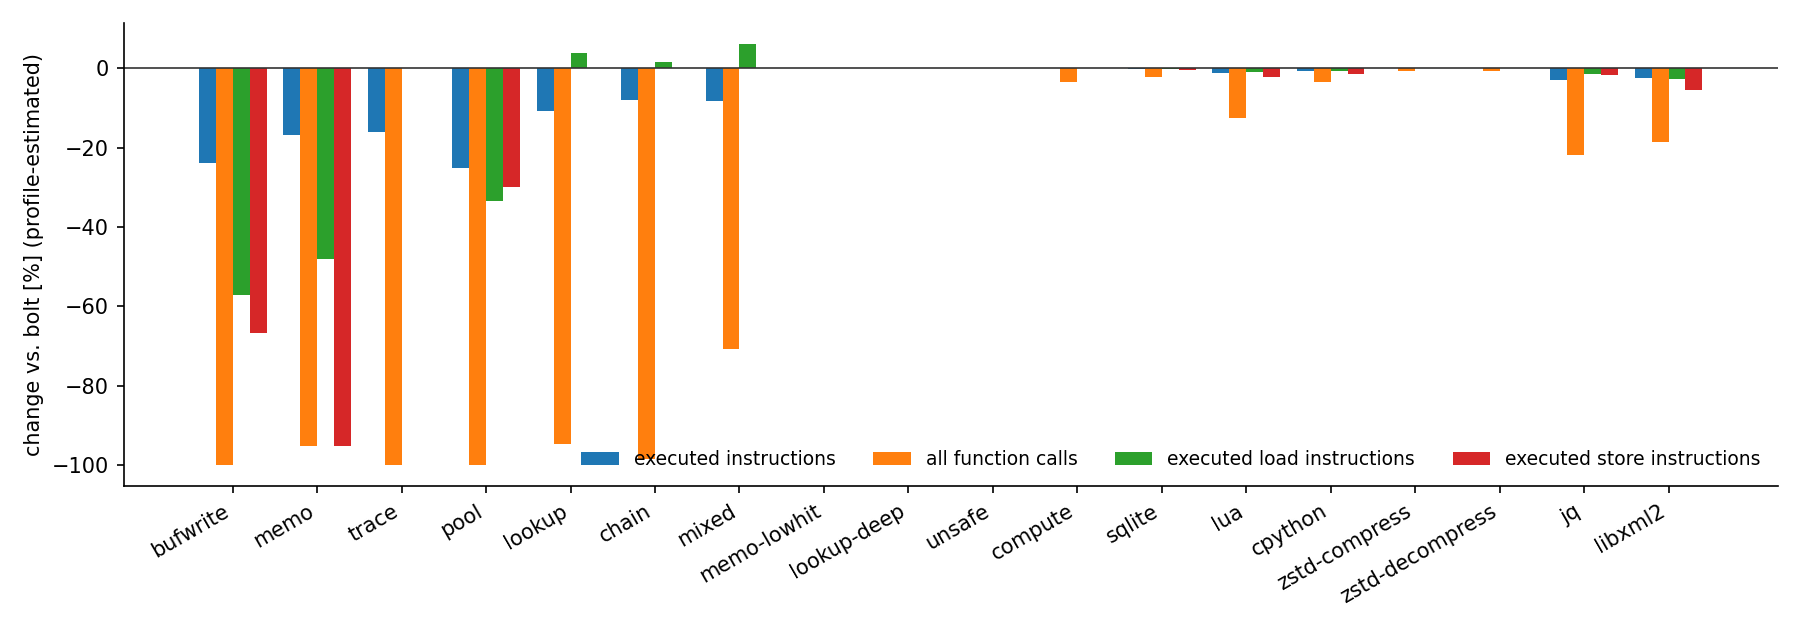 change vs. bolt [%] (profile-estimated)
0
−20
−40
−60
−80
−100
executed instructions
all function calls
executed load instructions
executed store instructions
bufwrite
memo
trace
pool
lookup
chain
mixed
memo-lowhit
lookup-deep
unsafe
compute
sqlite
lua
cpython
zstd-compress
zstd-decompress
jq
libxml2